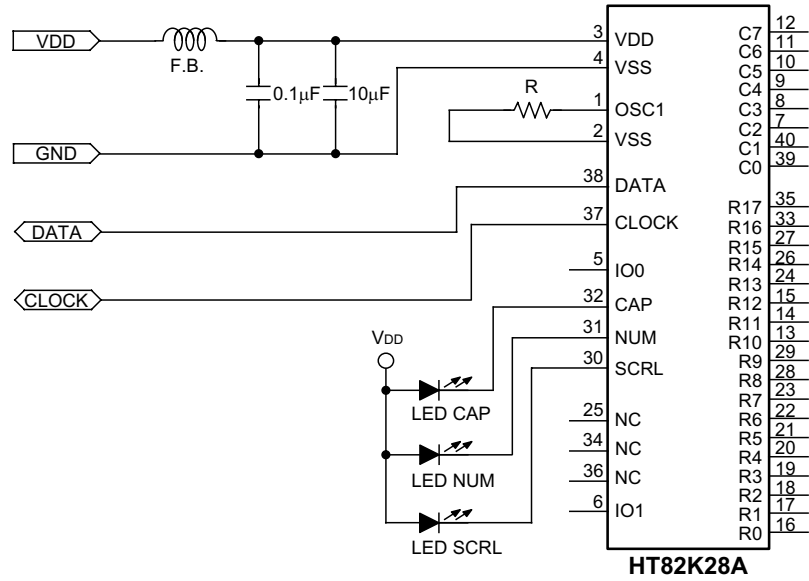 VDD
F.B.
0.1μF
10μF
GND
DATA
CLOCK
R
VDD
LED CAP
LED NUM
LED SCRL
3 VDD
4 VSS
1 OSC1
2 VSS
38 DATA
37 CLOCK
5 IO0
32 CAP
31 NUM
30 SCRL
25 NC
34 NC
36 NC
6 IO1
C7 12
C6 11
C5 10
C4 9
C3 8
C2 7
C1 40
C0 39
R17 35
R16 33
R15 27
R14 26
R13 24
R12 15
R11 14
R10 13
R9 29
R8 28
R7 23
R6 22
R5 21
R4 20
R3 19
R2 18
R1 17
R0 16
HT82K28A